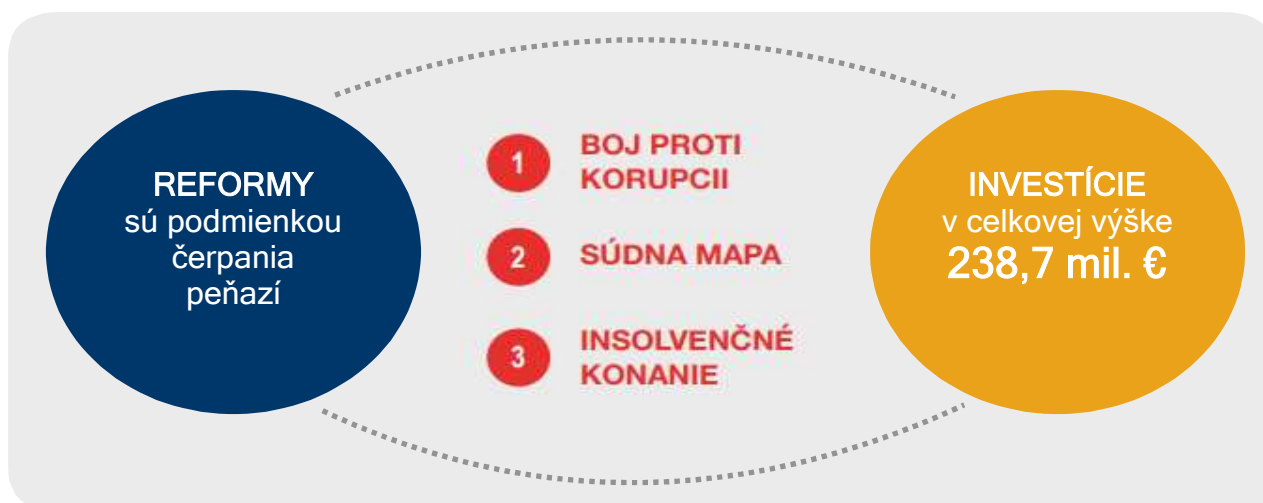 REFORMY
sú podmienkou
čerpania
peňazí
1
BOJ PROTI
KORUPCII
2
SÚDNA MAPA
3
INSOLVENČNÉ
KONANIE
INVESTÍCIE
v celkovej výške
238,7 mil. €